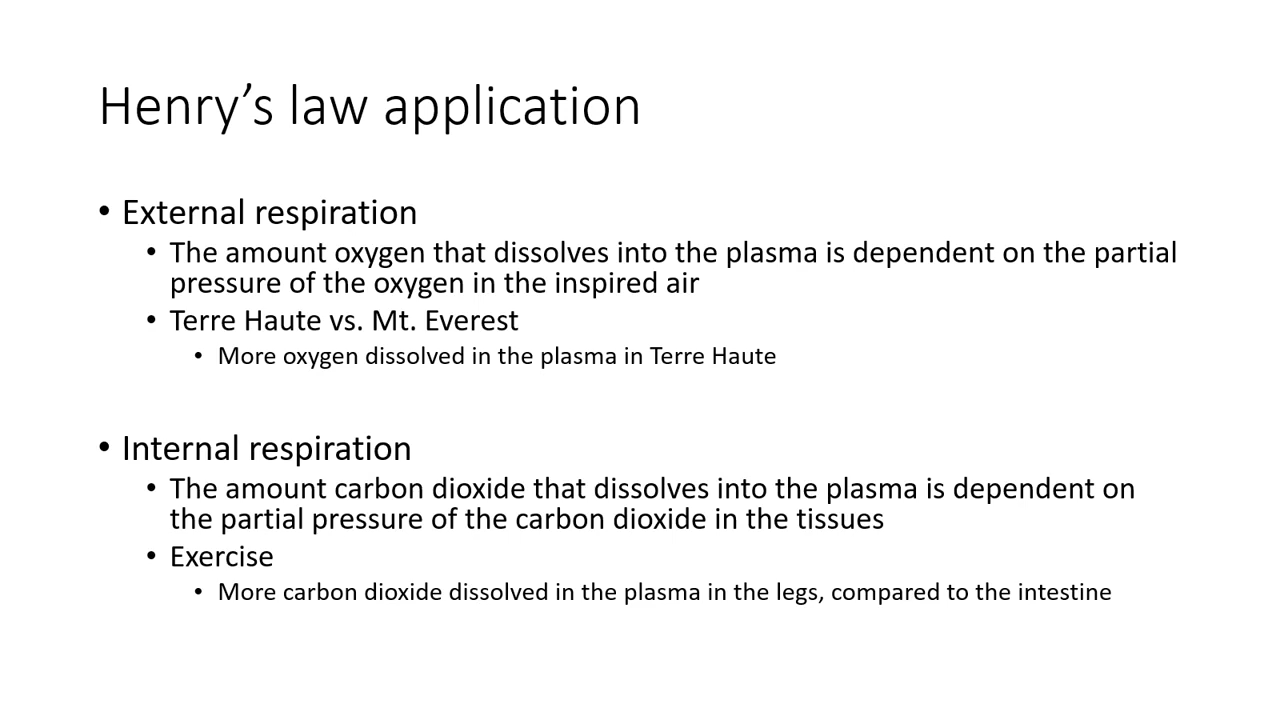 Henry’s law application
• External respiration
• The amount oxygen that dissolves into the plasma is dependent on the partial
pressure of the oxygen in the inspired air
• Terre Haute vs. Mt. Everest
• More oxygen dissolved in the plasma in Terre Haute
• Internal respiration
• The amount carbon dioxide that dissolves into the plasma is dependent on
the partial pressure of the carbon dioxide in the tissues
• Exercise
• More carbon dioxide dissolved in the plasma in the legs, compared to the intestine